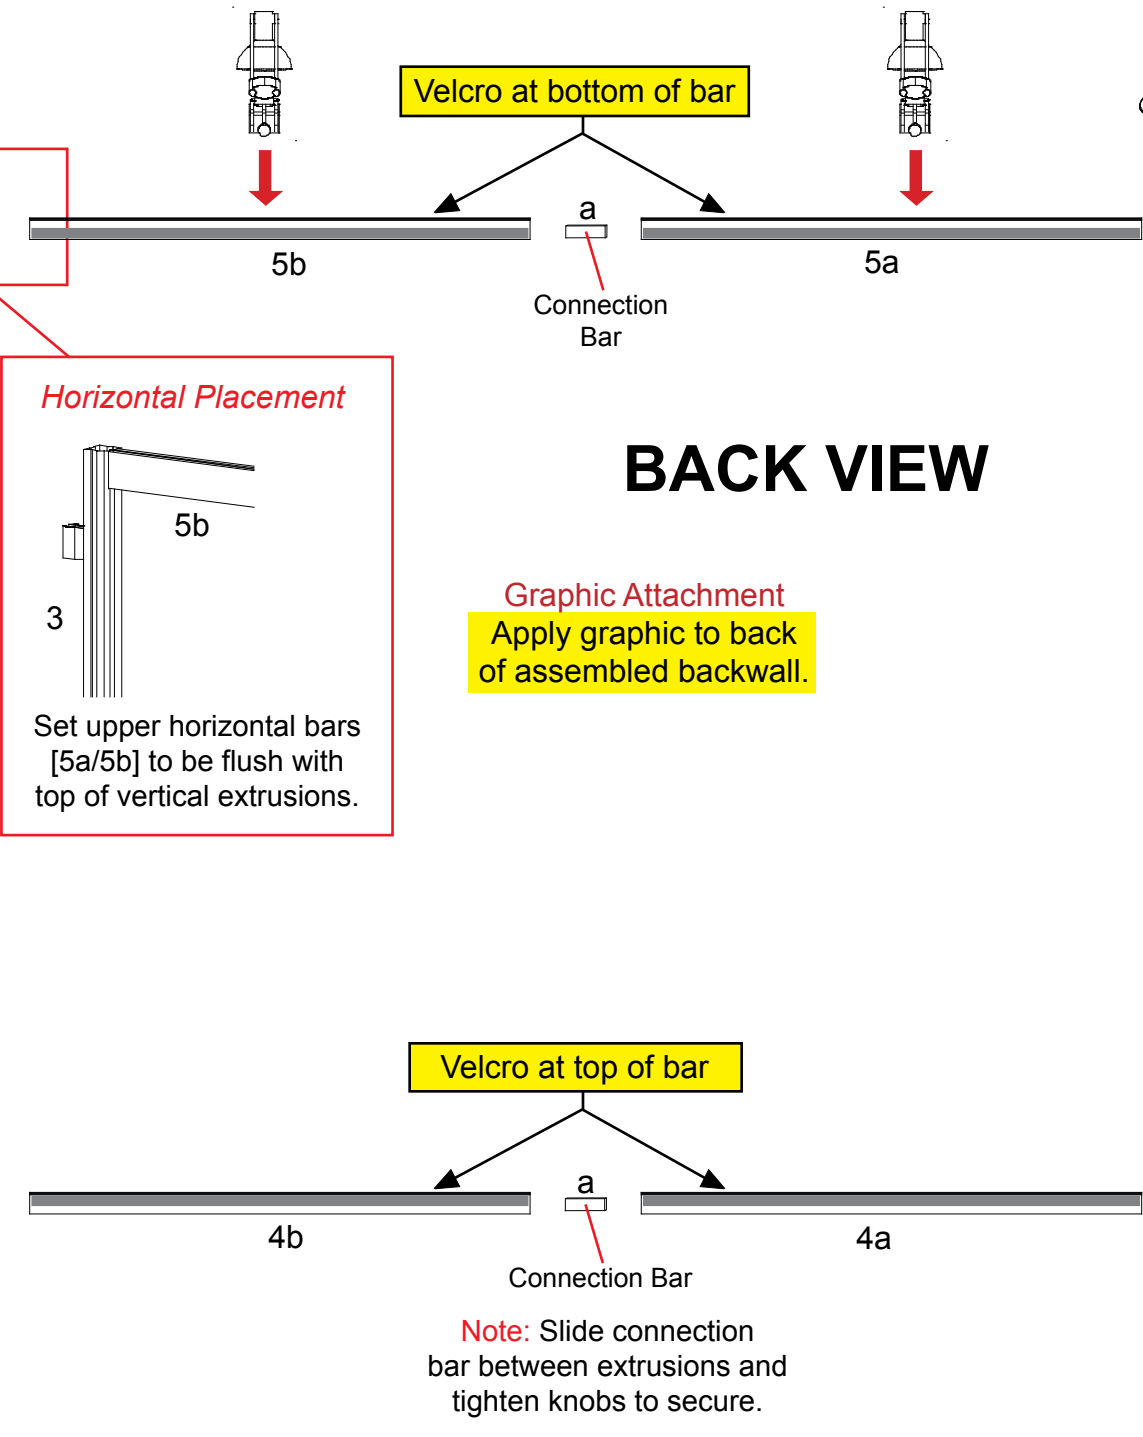 Velcro at bottom of bar
a
5b
5a
Connection
Bar
Horizontal Placement
5b
3
Set upper horizontal bars
[5a/5b] to be flush with
top of vertical extrusions.
BACK VIEW
Graphic Attachment
Apply graphic to back
of assembled backwall.
Velcro at top of bar
a
4b
4a
Connection Bar
Note: Slide connection
bar between extrusions and
tighten knobs to secure.